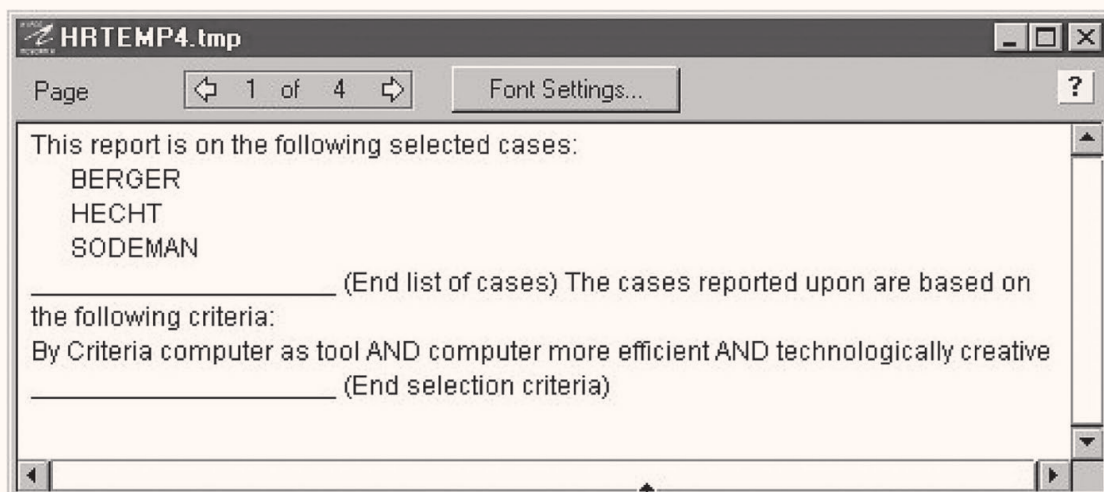 HRTEMP4.tmp
Page 1 of 4 Font Settings... ?
This report is on the following selected cases:
BERGER
HECHT
SODEMAN
____________________ (End list of cases) The cases reported upon are based on
the following criteria:
By Criteria computer as tool AND computer more efficient AND technologically creative
____________________ (End selection criteria)